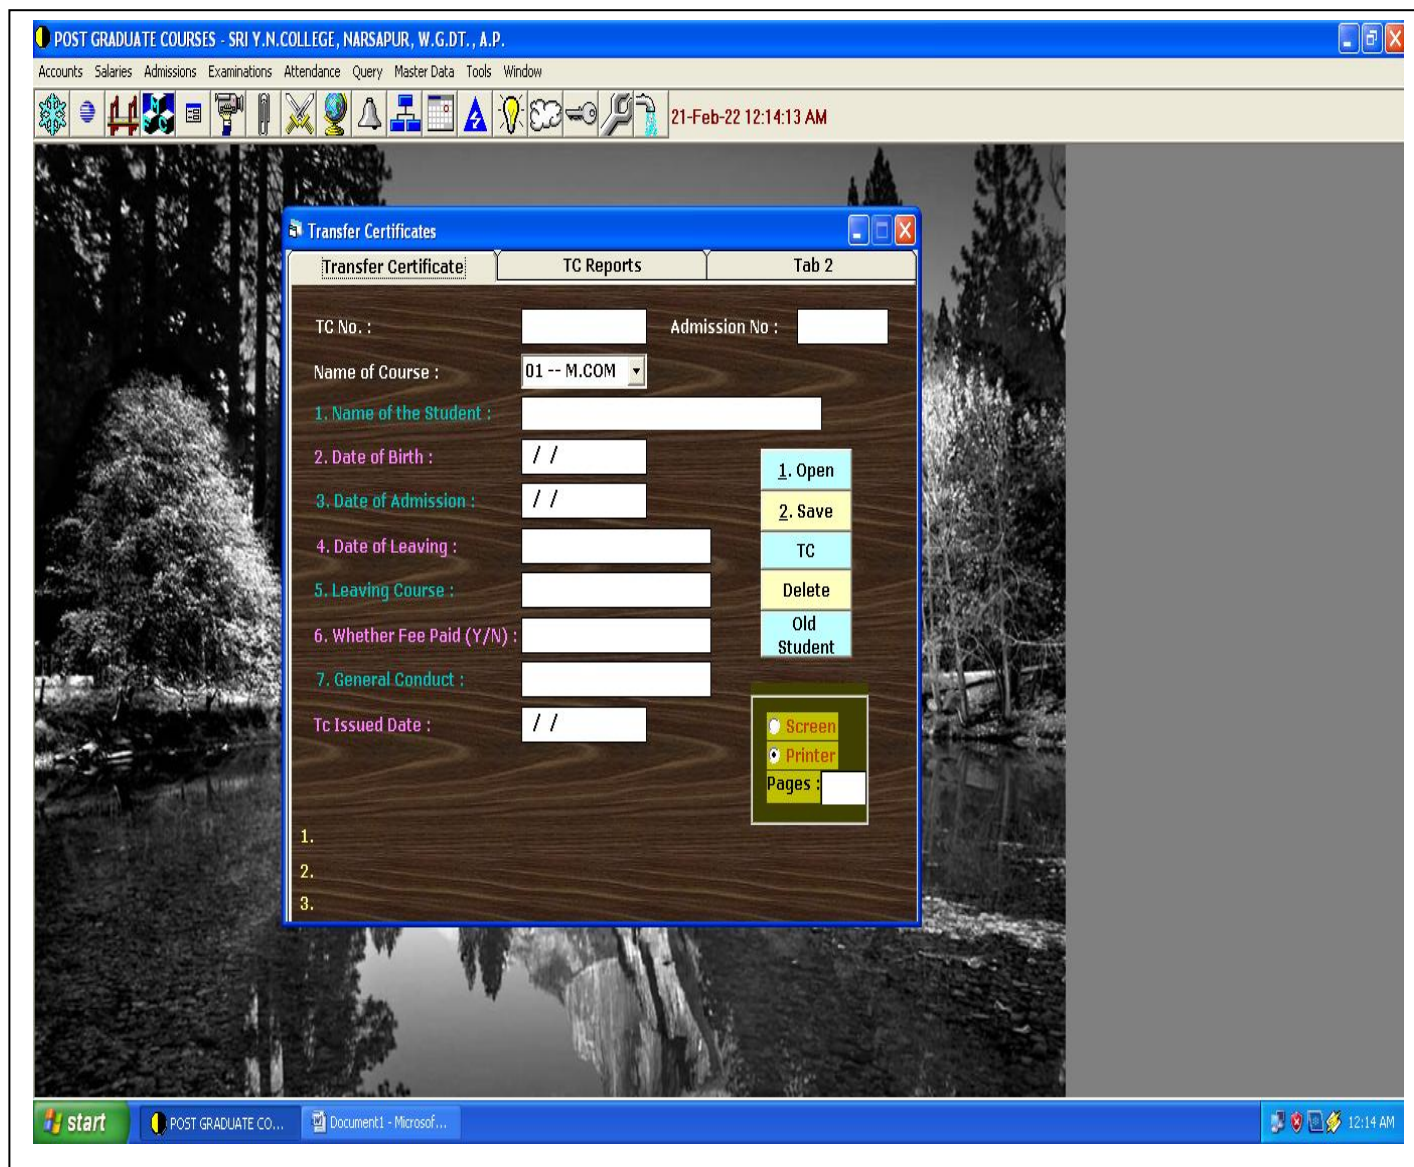 POST GRADUATE COURSES - SRI Y.N.COLLEGE, NARSAPUR, W.G.DT., A.P.
Accounts Salaries Admissions Examinations Attendance Query Master Data Tools Window
21-Feb-22 12:14:13 AM
Transfer Certificates
Transfer Certificate TC Reports Tab 2
TC No. : Admission No :
Name of Course : 01 -- M.COM
1. Name of the Student :
2. Date of Birth : / /
1. Open
3. Date of Admission : / /
2. Save
4. Date of Leaving :
TC
5. Leaving Course :
Delete
6. Whether Fee Paid (Y/N) :
Old
Student
7. General Conduct :
Tc Issued Date : / /
Screen
Printer
Pages :
1.
2.
3.
start POST GRADUATE CO... Document1 - Microsof... 12:14 AM